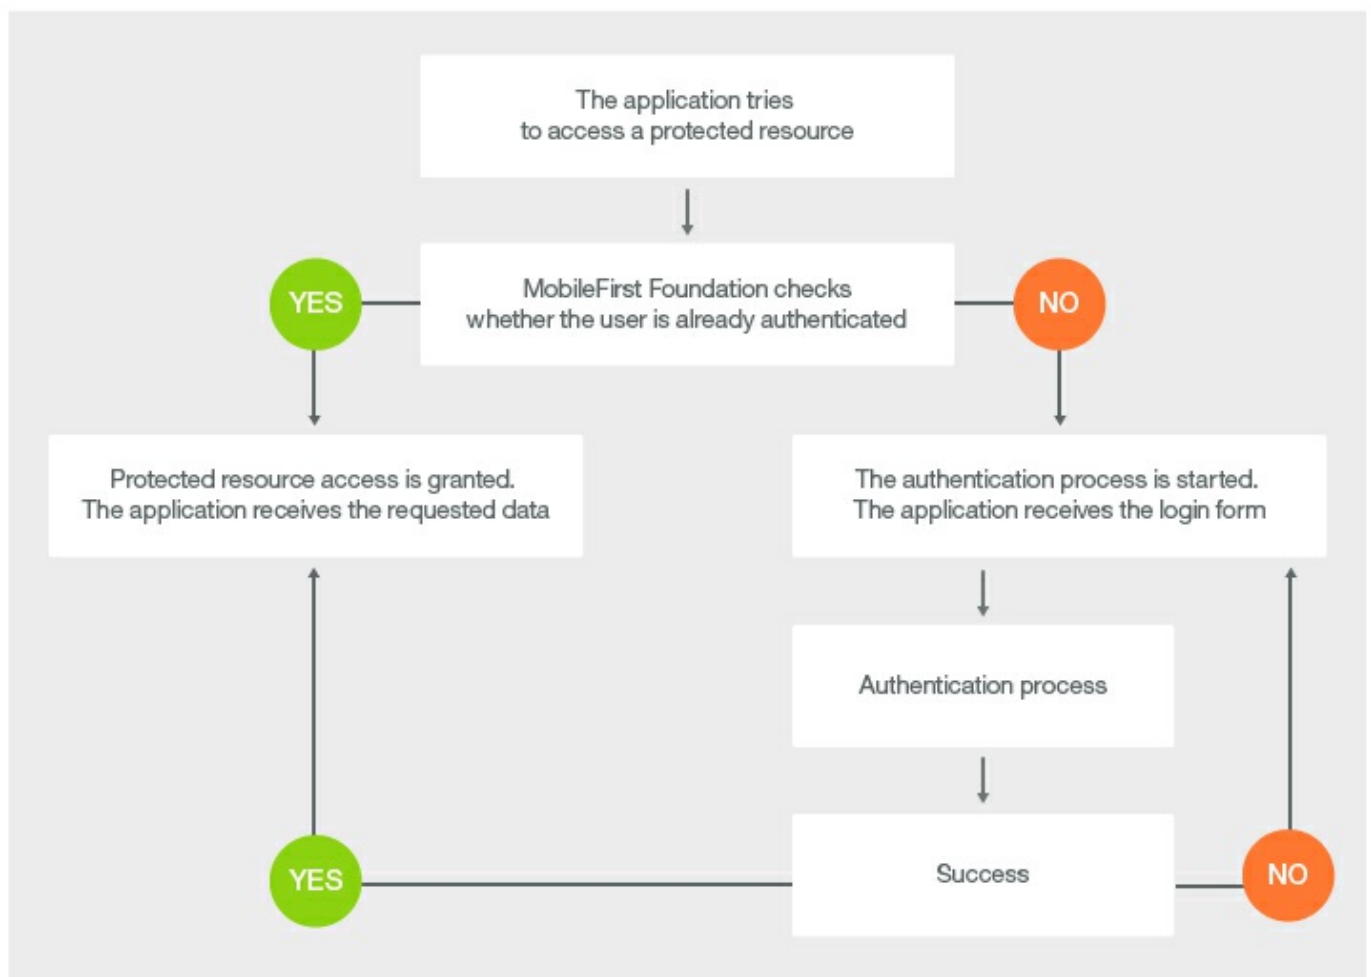 The application tries
to access a protected resource
YES
MobileFirst Foundation checks
whether the user is already authenticated
NO
Protected resource access is granted.
The application receives the requested data
The authentication process is started.
The application receives the login form
Authentication process
YES
Success
NO